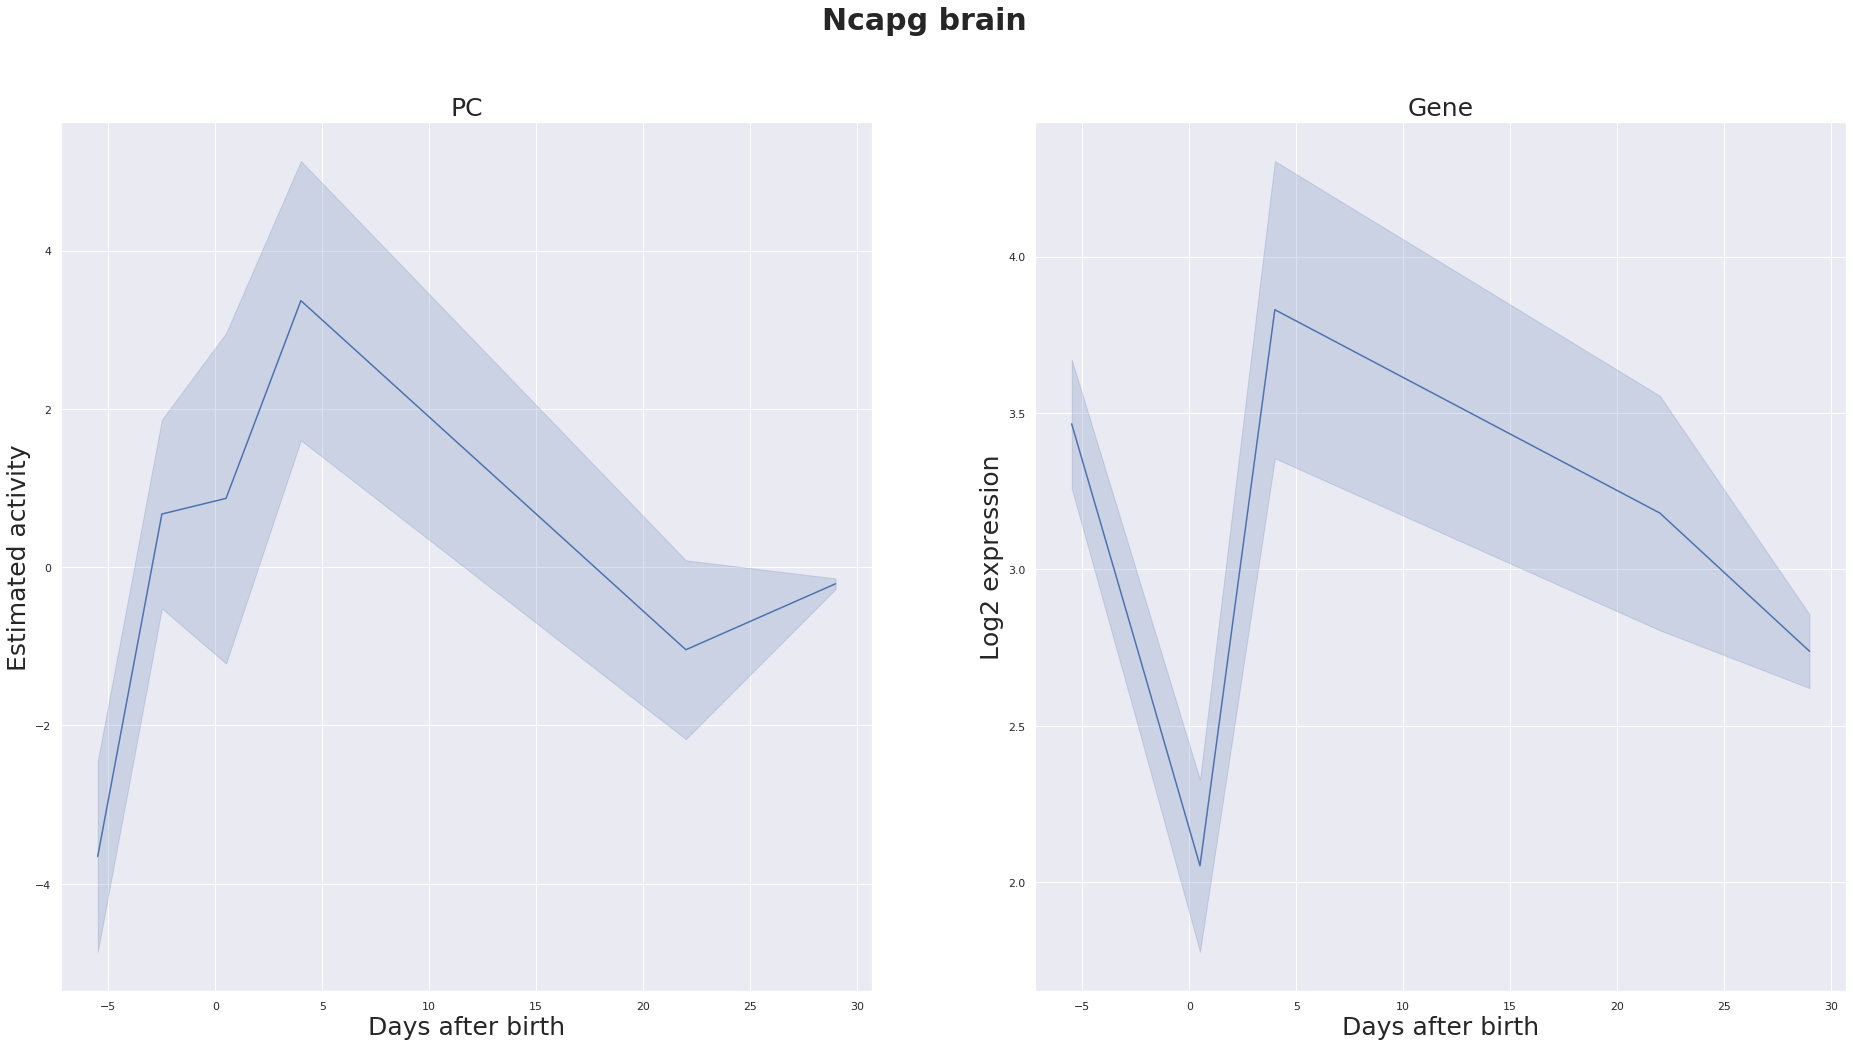 Ncapg brain
PC
Estimated activity
4
2
0
−2
−4
−5 0 5 10 15 20 25 30
Days after birth
Gene
Log2 expression
4.0
3.5
3.0
2.5
2.0
−5 0 5 10 15 20 25 30
Days after birth